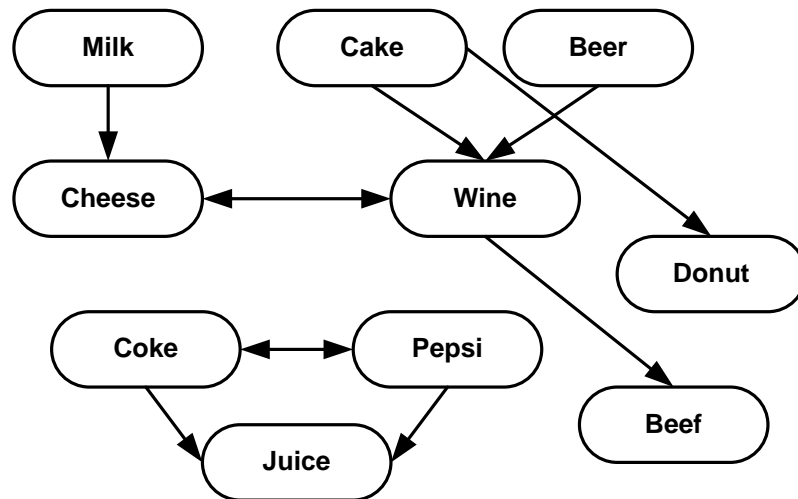 Milk
Cake
Beer
Cheese
Wine
Donut
Coke
Pepsi
Beef
Juice